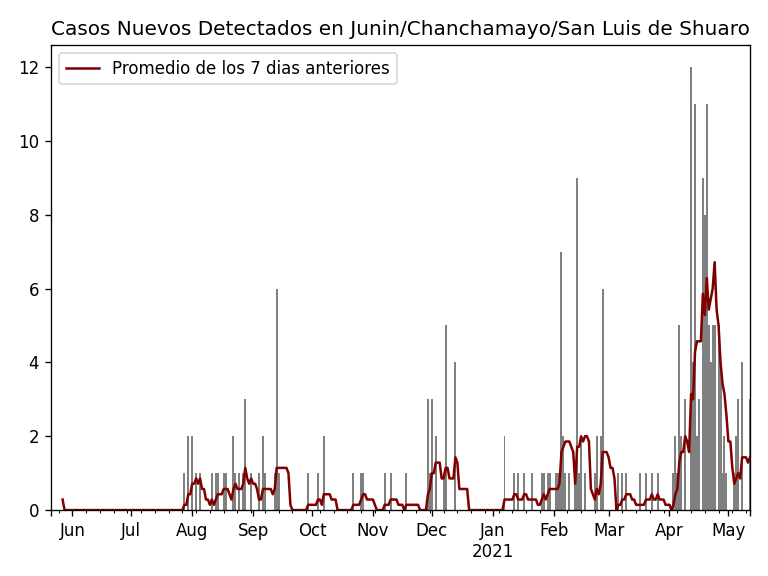 Casos Nuevos Detectados en Junin/Chanchamayo/San Luis de Shuaro
Promedio de los 7 dias anteriores
12
10
8
6
4
2
0
Jun Jul Aug Sep Oct Nov Dec Jan Feb Mar Apr May
2021